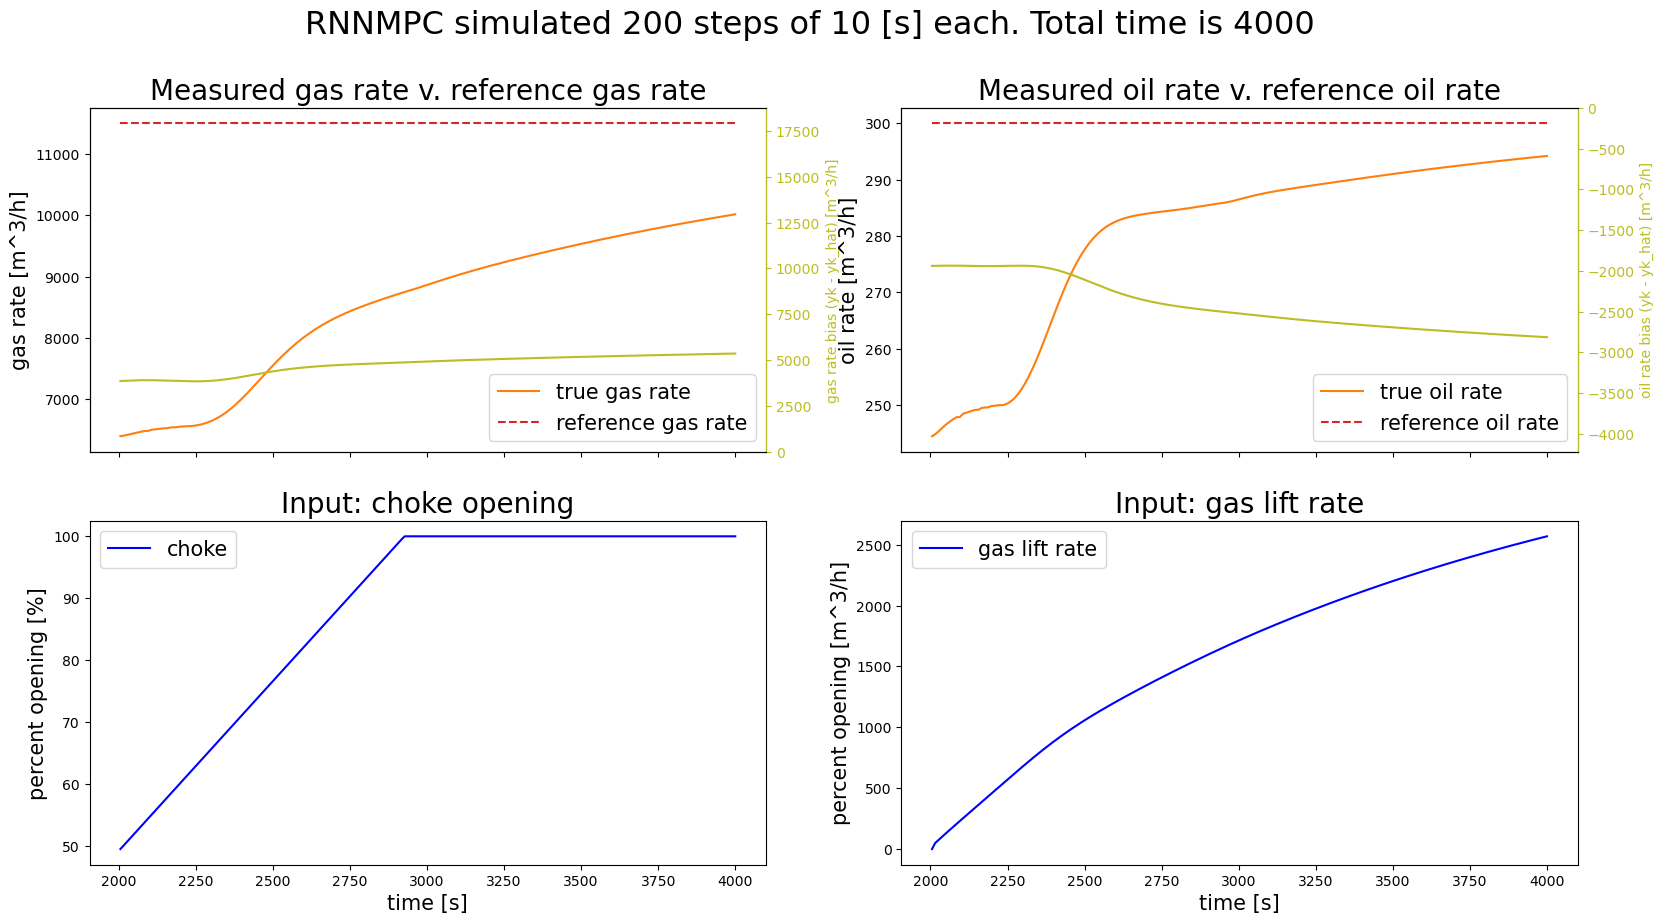 RNNMPC simulated 200 steps of 10 [s] each. Total time is 4000
Measured gas rate v. reference gas rate
gas rate [m^3/h]
11000
10000
9000
8000
7000
17500
15000
12500
10000
7500
5000
2500
0
gas rate bias (yk - yk_hat) [m^3/h]
true gas rate
reference gas rate
Measured oil rate v. reference oil rate
oil rate [m^3/h]
300
290
280
270
260
250
0
−500
−1000
−1500
−2000
−2500
−3000
−3500
−4000
oil rate bias (yk - yk_hat) [m^3/h]
true oil rate
reference oil rate
Input: choke opening
percent opening [%]
100
90
80
70
60
50
choke
2000 2250 2500 2750 3000 3250 3500 3750 4000
time [s]
Input: gas lift rate
percent opening [m^3/h]
2500
2000
1500
1000
500
0
gas lift rate
2000 2250 2500 2750 3000 3250 3500 3750 4000
time [s]